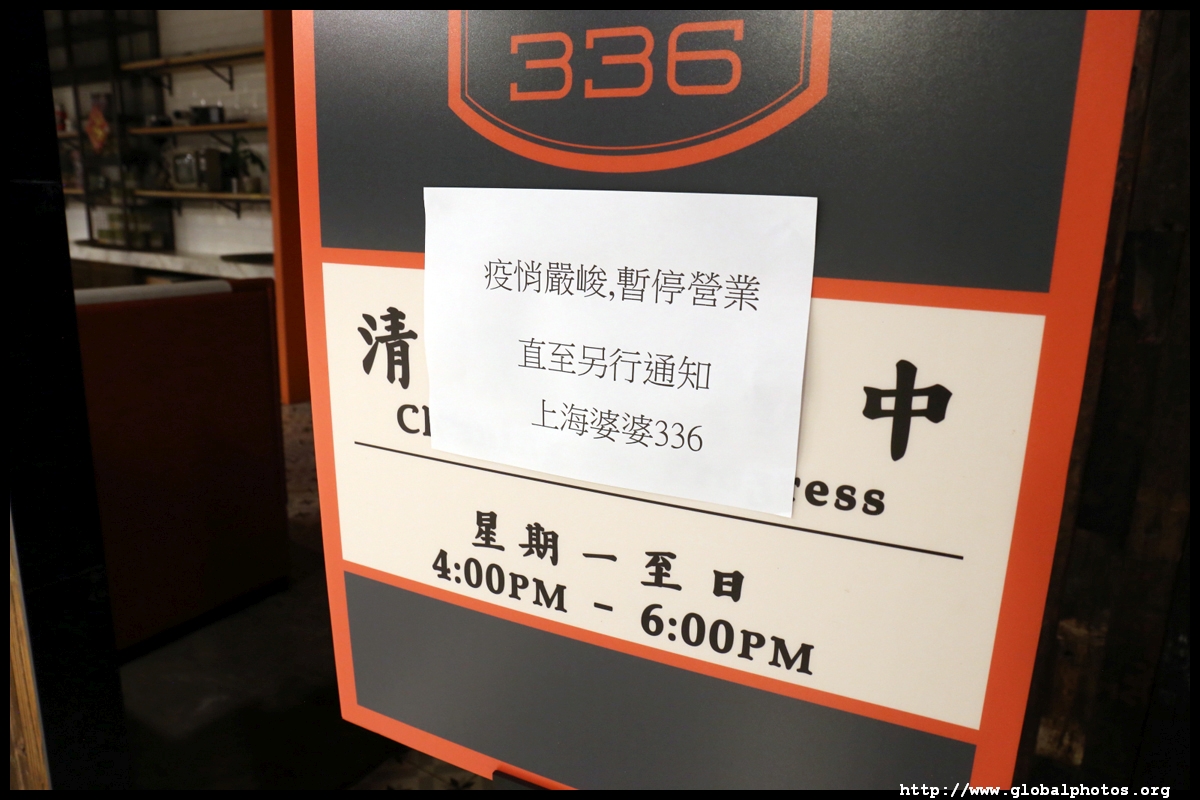 336
疫悄嚴峻,暫停營業
直至另行通知
上海婆婆336
清 中
Cl ress
星期一至日
4:00PM - 6:00PM
http://www.globalphotos.org